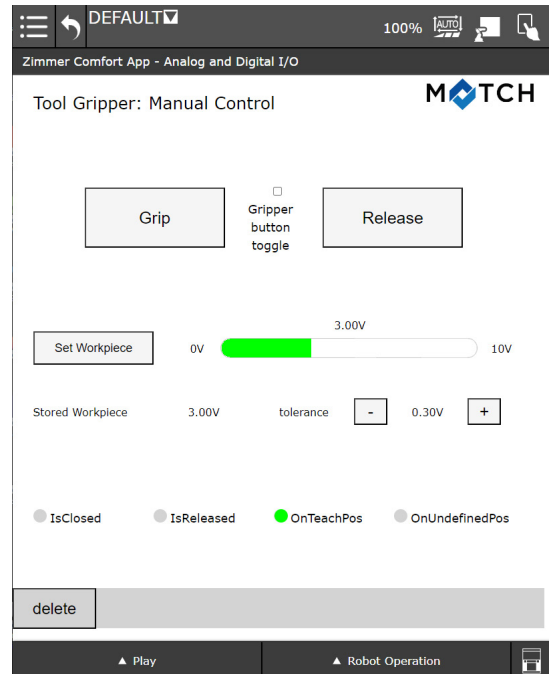 DEFAULT
100% AUTO
Zimmer Comfort App - Analog and Digital I/O
Tool Gripper: Manual Control
MATCH
Grip
Gripper
button
toggle
Release
3.00V
Set Workpiece
0V
10V
Stored Workpiece 3.00V tolerance - 0.30V +
IsClosed IsReleased OnTeachPos OnUndefinedPos
delete
Play
Robot Operation